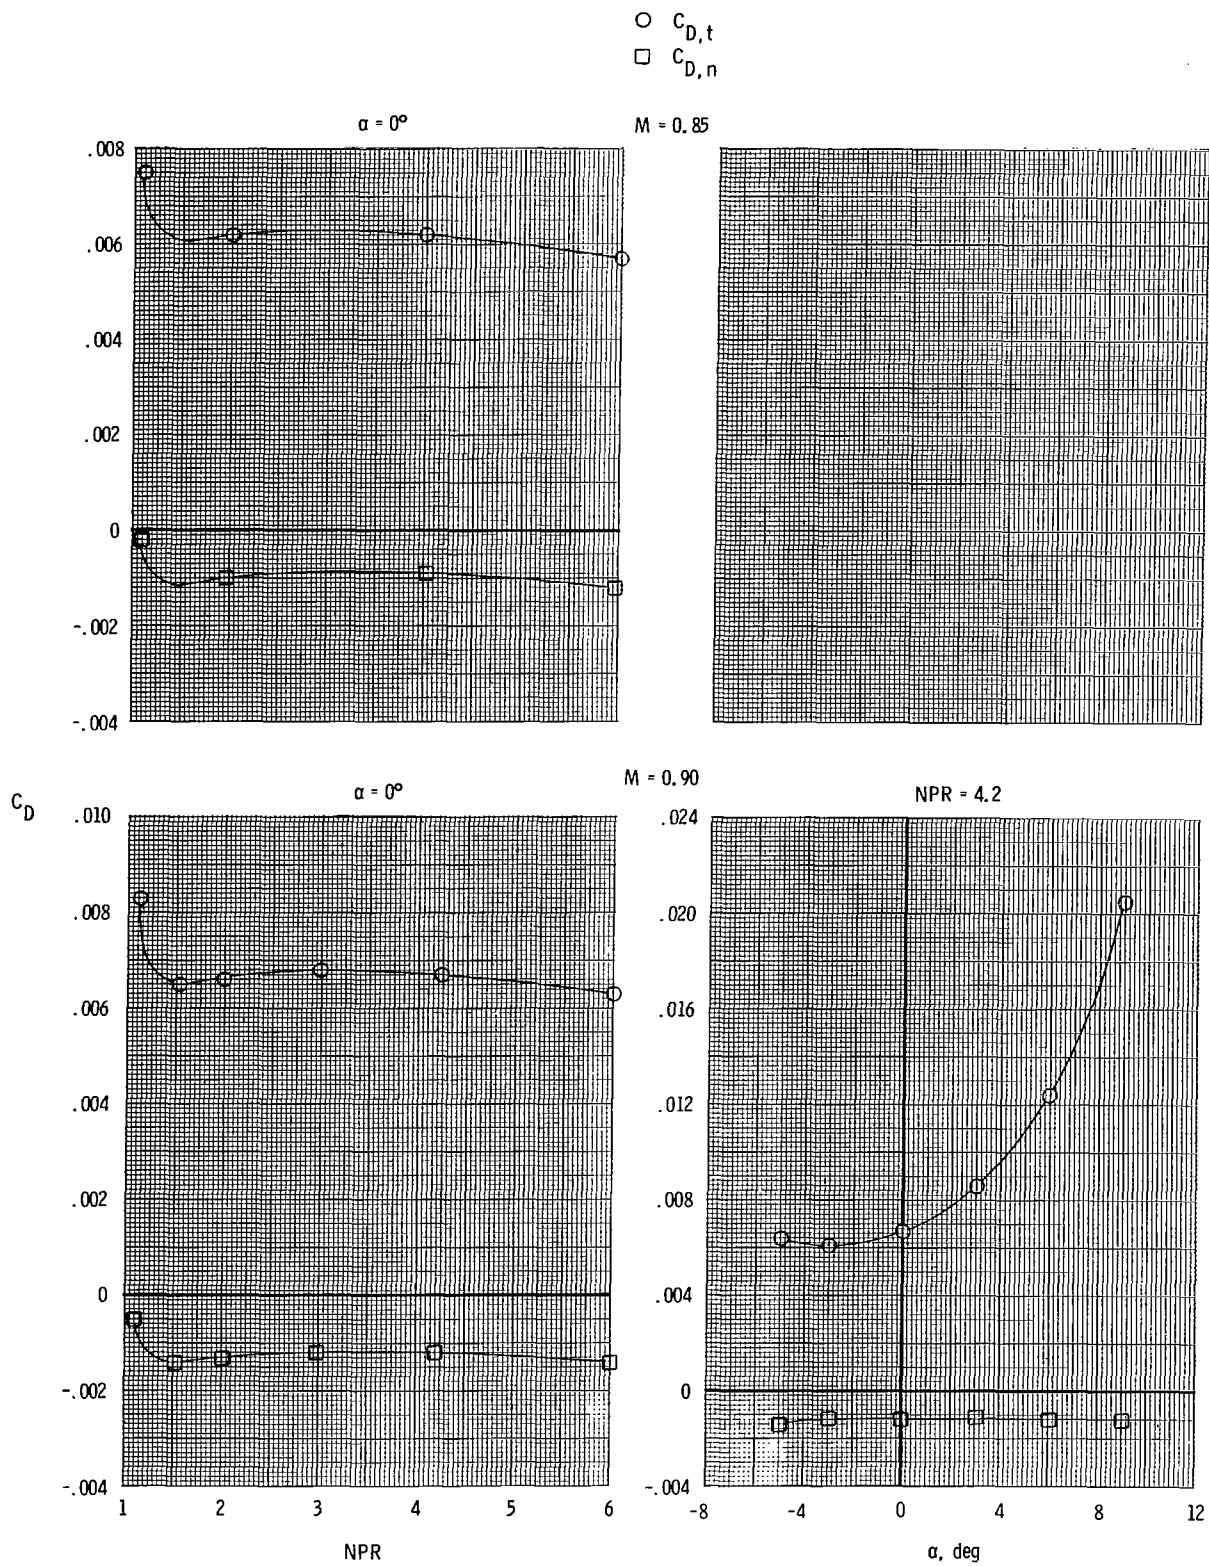 ○ C_D,t
□ C_D,n
α = 0° M = 0.85
.008
.006
.004
.002
0
-.002
-.004
M = 0.90
α = 0° NPR = 4.2
C_D
.010
.008
.006
.004
.002
0
-.002
-.004
1 2 3 4 5 6
NPR
.024
.020
.016
.012
.008
.004
0
-.004
-8 -4 0 4 8 12
α, deg